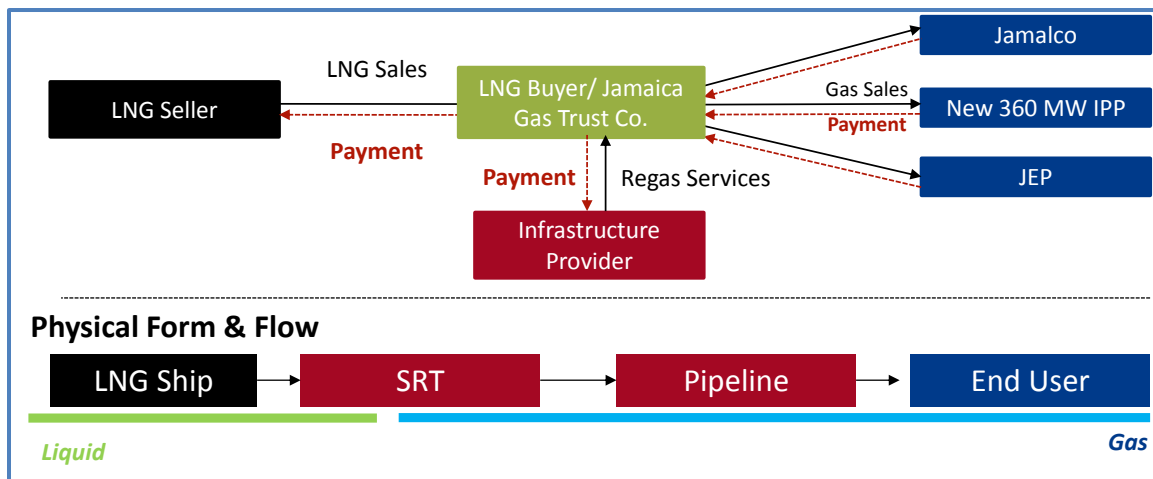 Jamalco
LNG Sales
LNG Seller
LNG Buyer/ Jamaica
Gas Trust Co.
Gas Sales
New 360 MW IPP
Payment
Payment
Payment
Regas Services
JEP
Infrastructure
Provider
Physical Form & Flow
LNG Ship
SRT
Pipeline
End User
Liquid
Gas